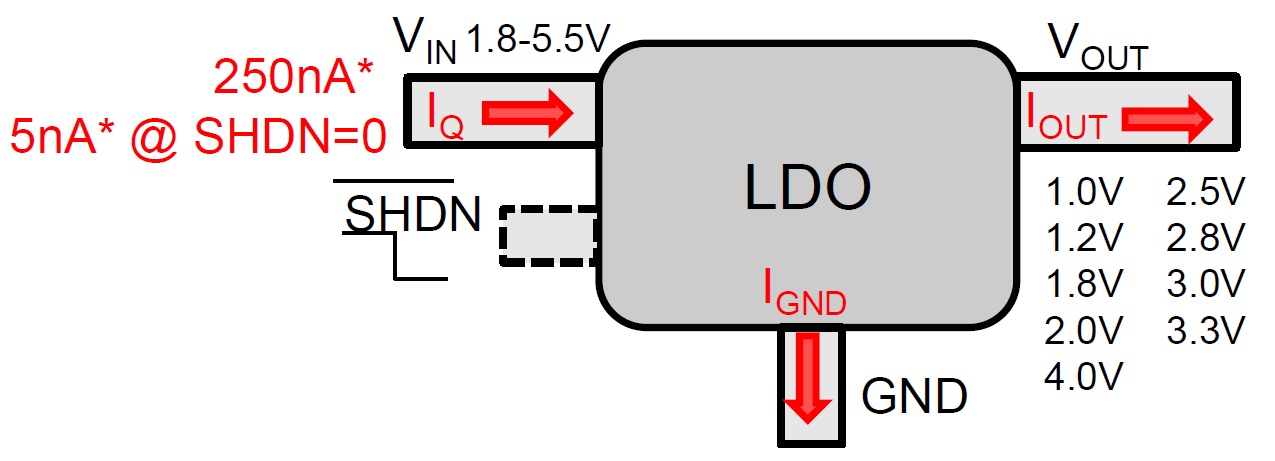 V_IN 1.8-5.5V
250nA*
5nA* @ SHDN=0
I_Q
SHDN
LDO
I_GND
GND
V_OUT
I_OUT
1.0V 2.5V
1.2V 2.8V
1.8V 3.0V
2.0V 3.3V
4.0V